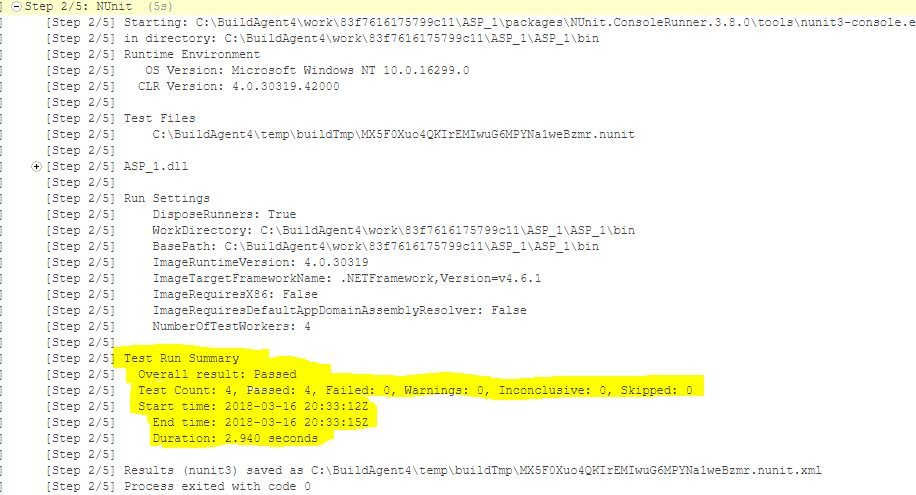 Step 2/5: NUnit (5s)
] [Step 2/5] Starting: C:\BuildAgent4\work\83f7616175799c11\ASP_1\packages\NUnit.ConsoleRunner.3.8.0\tools\nunit3-console.e
] [Step 2/5] in directory: C:\BuildAgent4\work\83f7616175799c11\ASP_1\ASP_1\bin
] [Step 2/5] Runtime Environment
] [Step 2/5] OS Version: Microsoft Windows NT 10.0.16299.0
] [Step 2/5] CLR Version: 4.0.30319.42000
] [Step 2/5]
] [Step 2/5] Test Files
] [Step 2/5] C:\BuildAgent4\temp\buildTmp\MX5F0Xuo4QKIrEMIwuG6MPYNa1weBzmr.nunit
] [Step 2/5]
] [Step 2/5] ASP_1.dll
] [Step 2/5]
] [Step 2/5] Run Settings
] [Step 2/5] DisposeRunners: True
] [Step 2/5] WorkDirectory: C:\BuildAgent4\work\83f7616175799c11\ASP_1\ASP_1\bin
] [Step 2/5] BasePath: C:\BuildAgent4\work\83f7616175799c11\ASP_1\ASP_1\bin
] [Step 2/5] ImageRuntimeVersion: 4.0.30319
] [Step 2/5] ImageTargetFrameworkName: .NETFramework,Version=v4.6.1
] [Step 2/5] ImageRequiresX86: False
] [Step 2/5] ImageRequiresDefaultAppDomainAssemblyResolver: False
] [Step 2/5] NumberOfTestWorkers: 4
] [Step 2/5]
] [Step 2/5] Test Run Summary
] [Step 2/5] Overall result: Passed
] [Step 2/5] Test Count: 4, Passed: 4, Failed: 0, Warnings: 0, Inconclusive: 0, Skipped: 0
] [Step 2/5] Start time: 2018-03-16 20:33:12Z
] [Step 2/5] End time: 2018-03-16 20:33:15Z
] [Step 2/5] Duration: 2.940 seconds
] [Step 2/5]
] [Step 2/5] Results (nunit3) saved as C:\BuildAgent4\temp\buildTmp\MX5F0Xuo4QKIrEMIwuG6MPYNa1weBzmr.nunit.xml
] [Step 2/5] Process exited with code 0